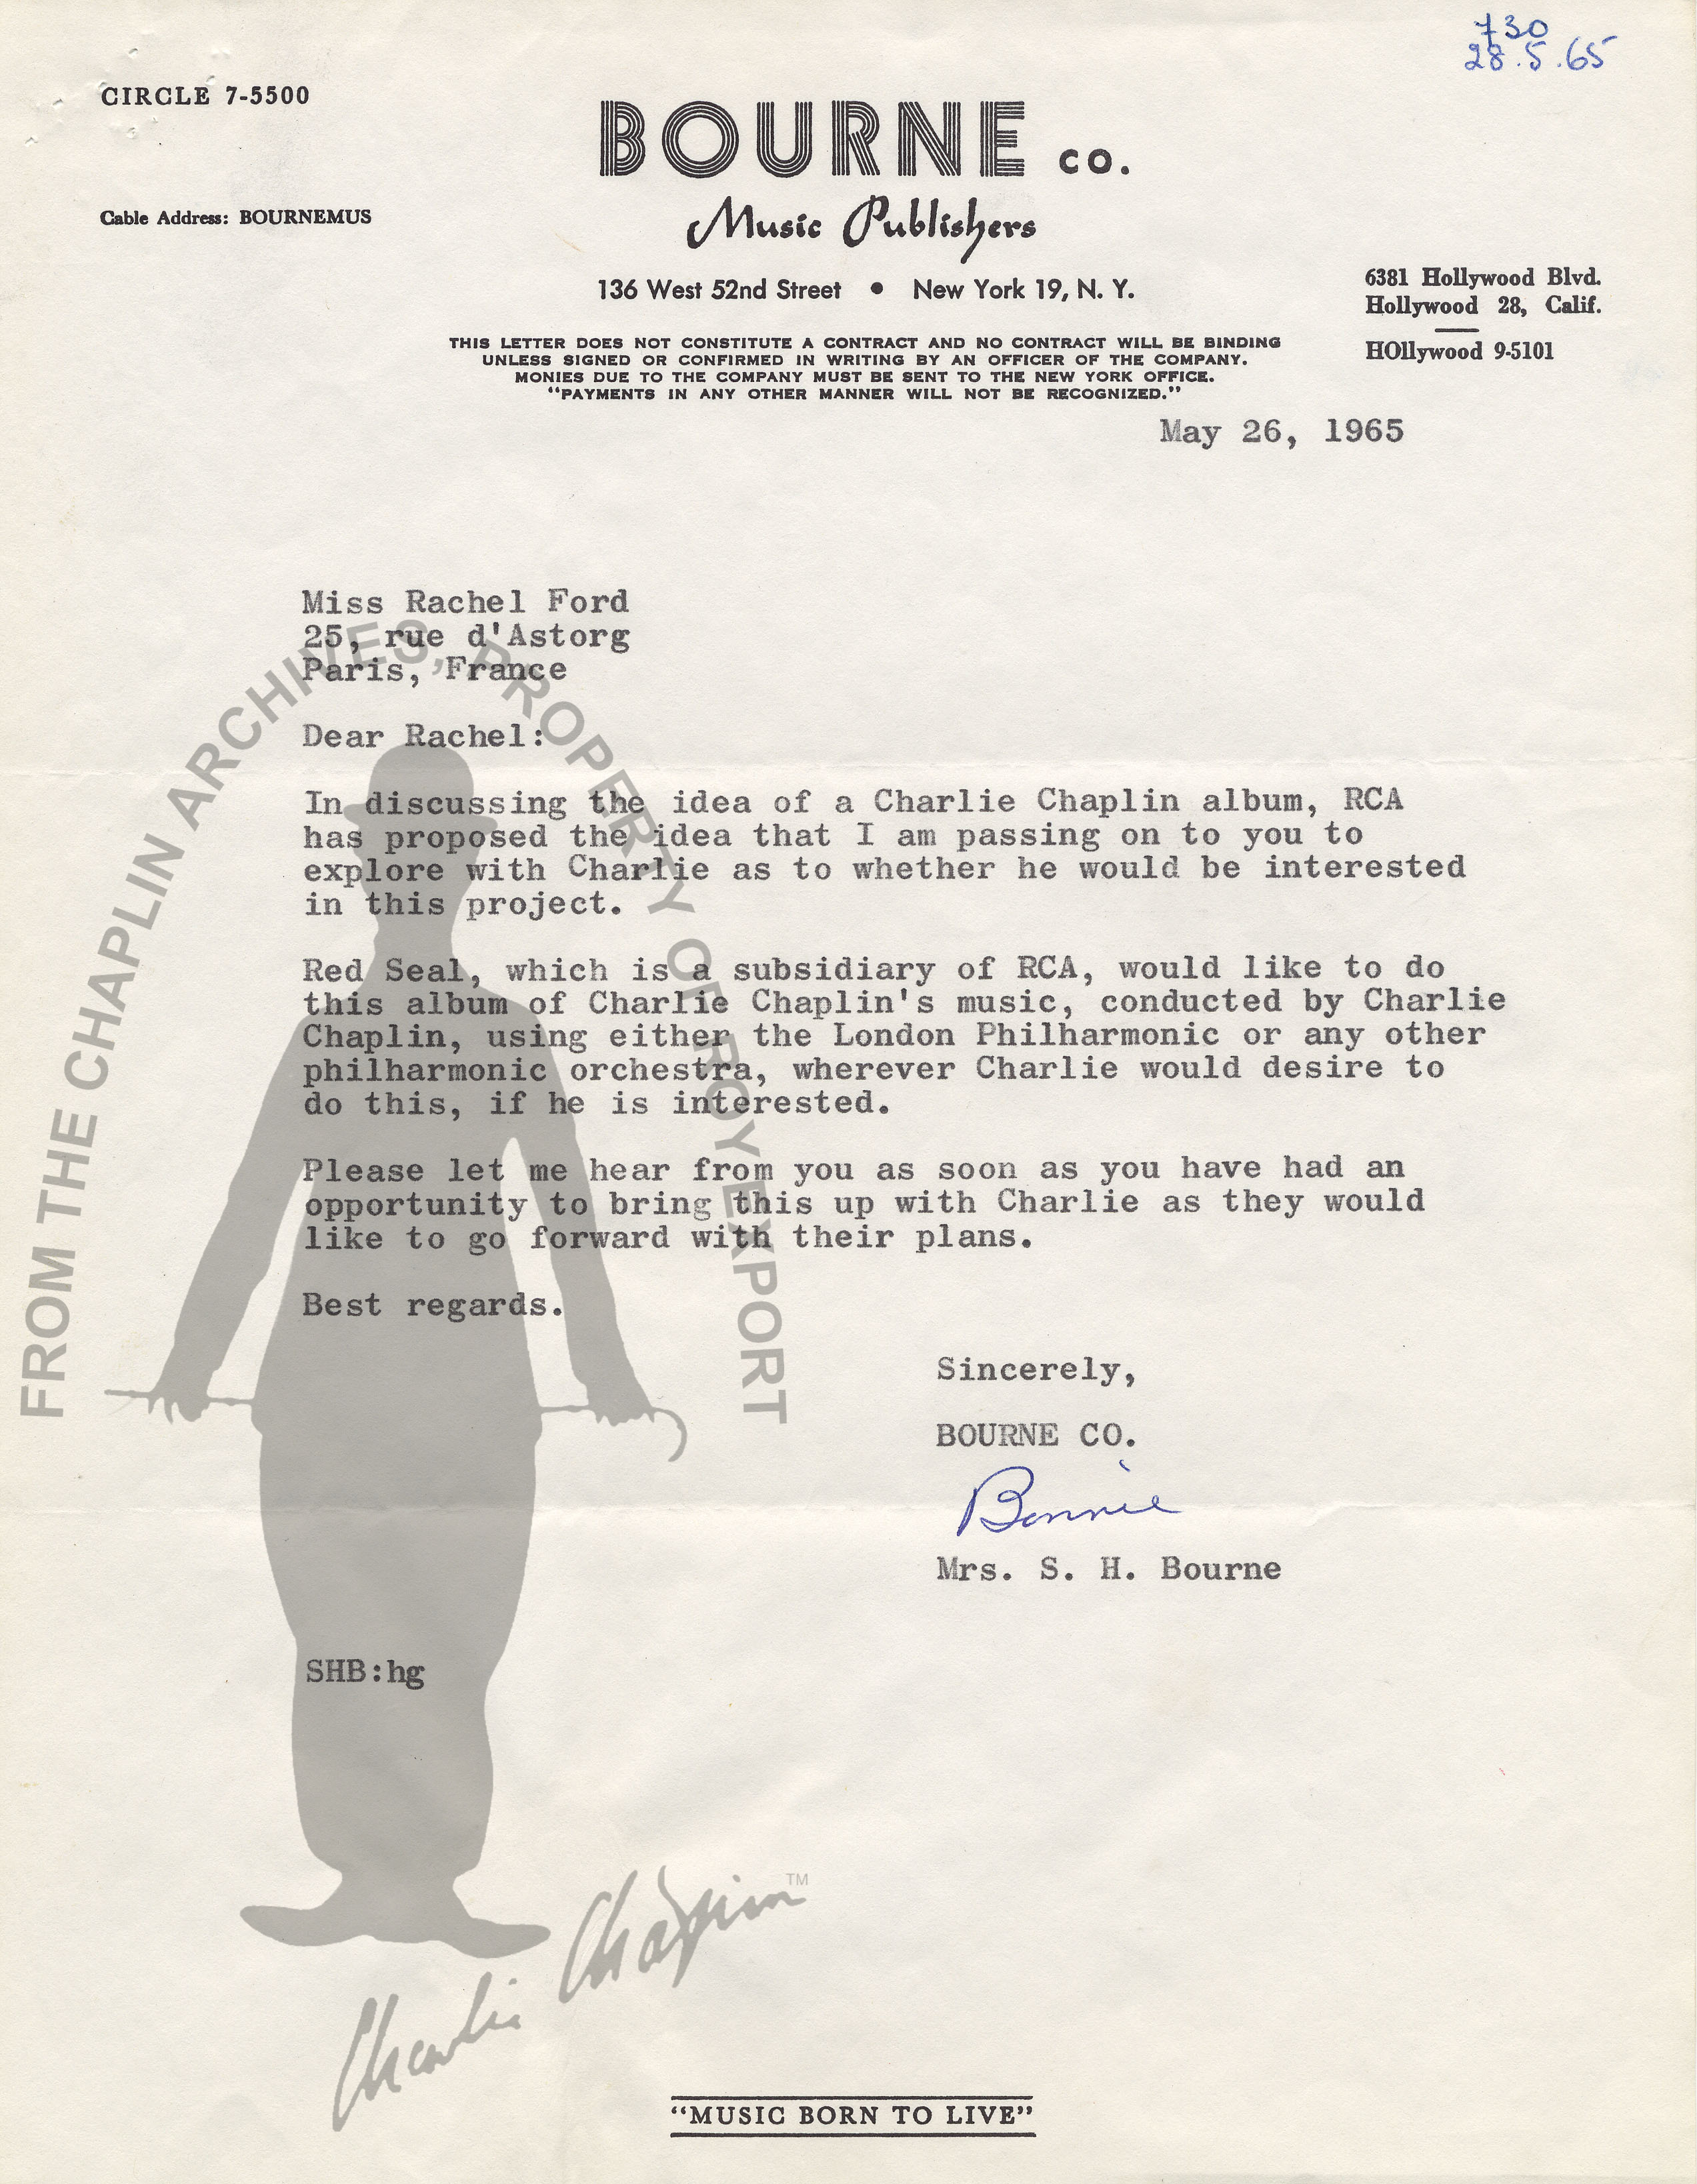 730
28.5.65
CIRCLE 7-5500
BOURNE CO.
Cable Address: BOURNEMUS
Music Publishers
136 West 52nd Street • New York 19, N. Y.
6381 Hollywood Blvd.
Hollywood 28, Calif.
HOllywood 9-5101
THIS LETTER DOES NOT CONSTITUTE A CONTRACT AND NO CONTRACT WILL BE BINDING
UNLESS SIGNED OR CONFIRMED IN WRITING BY AN OFFICER OF THE COMPANY.
MONIES DUE TO THE COMPANY MUST BE SENT TO THE NEW YORK OFFICE.
“PAYMENTS IN ANY OTHER MANNER WILL NOT BE RECOGNIZED.”
May 26, 1965
Miss Rachel Ford
25, rue d'Astorg
Paris, France
Dear Rachel:
In discussing the idea of a Charlie Chaplin album, RCA
has proposed the idea that I am passing on to you to
explore with Charlie as to whether he would be interested
in this project.
Red Seal, which is a subsidiary of RCA, would like to do
this album of Charlie Chaplin's music, conducted by Charlie
Chaplin, using either the London Philharmonic or any other
philharmonic orchestra, wherever Charlie would desire to
do this, if he is interested.
Please let me hear from you as soon as you have had an
opportunity to bring this up with Charlie as they would
like to go forward with their plans.
Best regards.
Sincerely,
BOURNE CO.
Bonnie
Mrs. S. H. Bourne
SHB:hg
FROM THE CHAPLIN ARCHIVES, PROPERTY OF ROY EXPORT
Charlie Chaplin TM
“MUSIC BORN TO LIVE”